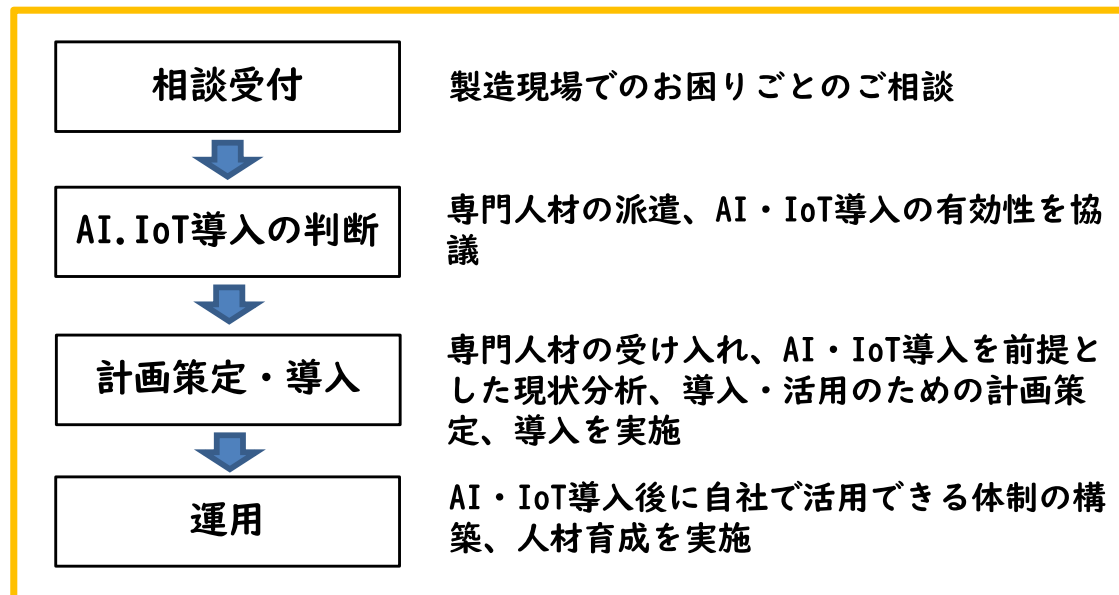 相談受付
製造現場でのお困りごとのご相談
AI.IoT導入の判断
専門人材の派遣、AI・IoT導入の有効性を協
議
計画策定・導入
専門人材の受け入れ、AI・IoT導入を前提と
した現状分析、導入・活用のための計画策
定、導入を実施
運用
AI・IoT導入後に自社で活用できる体制の構
築、人材育成を実施